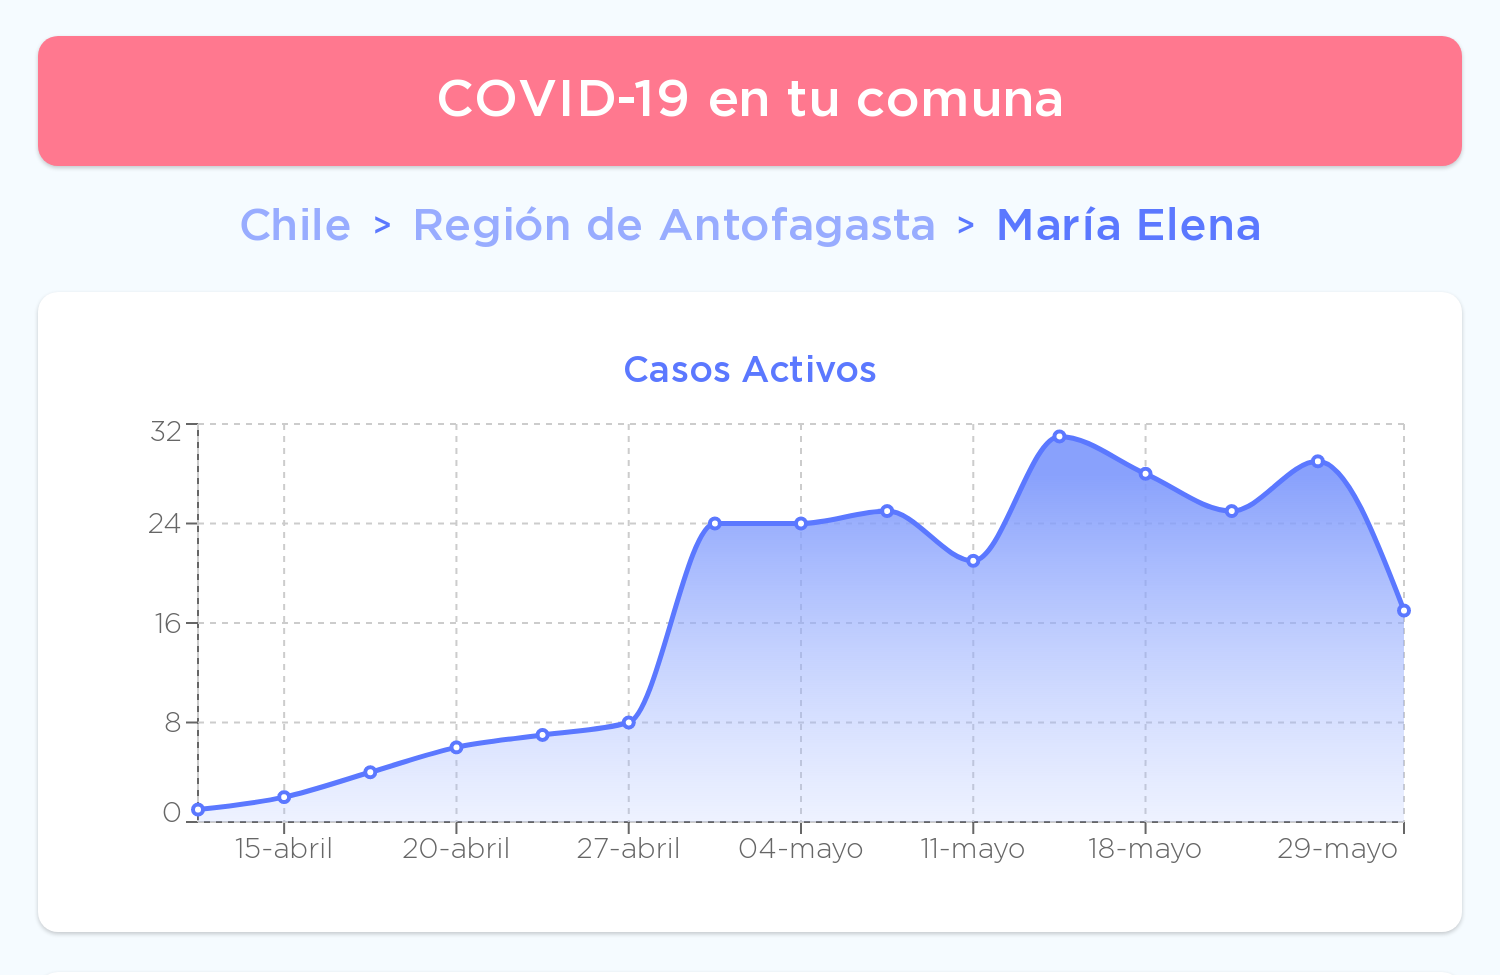 COVID-19 en tu comuna
Chile > Región de Antofagasta > María Elena
Casos Activos
32
24
16
8
0
15-abril 20-abril 27-abril 04-mayo 11-mayo 18-mayo 29-mayo